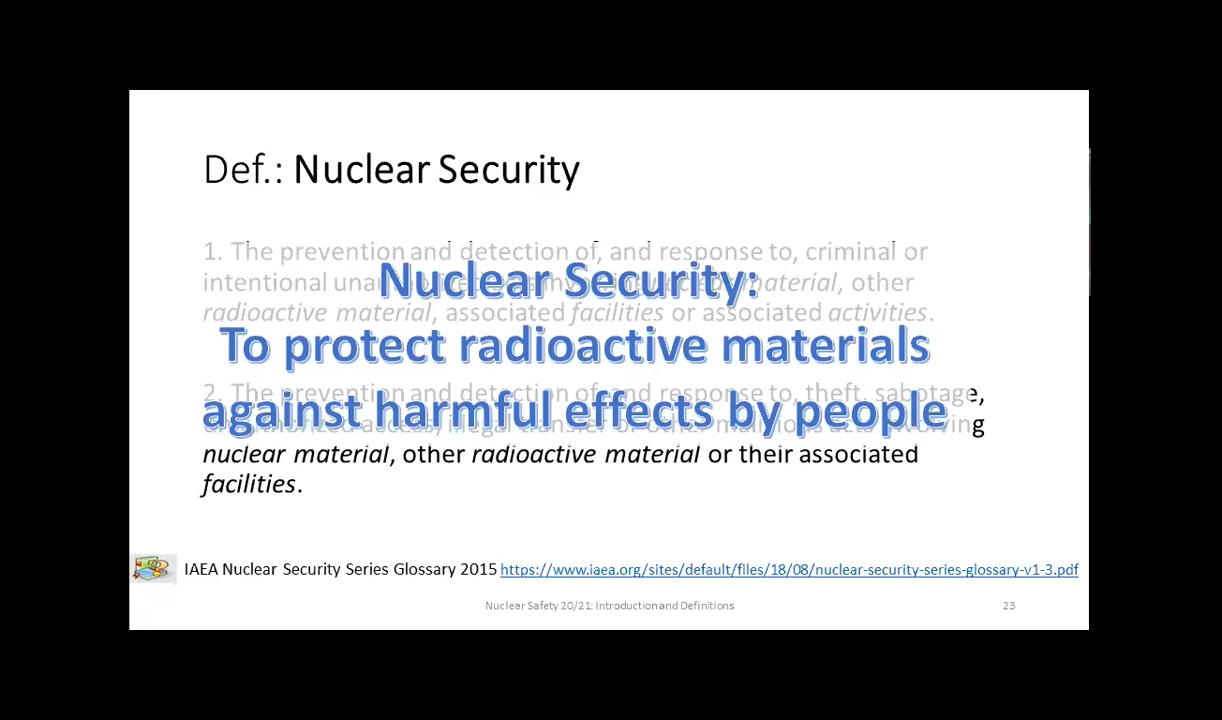 Def.: Nuclear Security
1. The prevention and detection of, and response to, criminal or
intentional material, other
radioactive material, associated facilities or associated activities.
Nuclear Security:
To protect radioactive materials
against harmful effects by people
2. The prevention and detection of, and response to, theft, sabotage,
nuclear material, other radioactive material or their associated
facilities.
IAEA Nuclear Security Series Glossary 2015 https://www.iaea.org/sites/default/files/18/08/nuclear-security-series-glossary-v1-3.pdf
Nuclear Safety 20/21: Introduction and Definitions
23